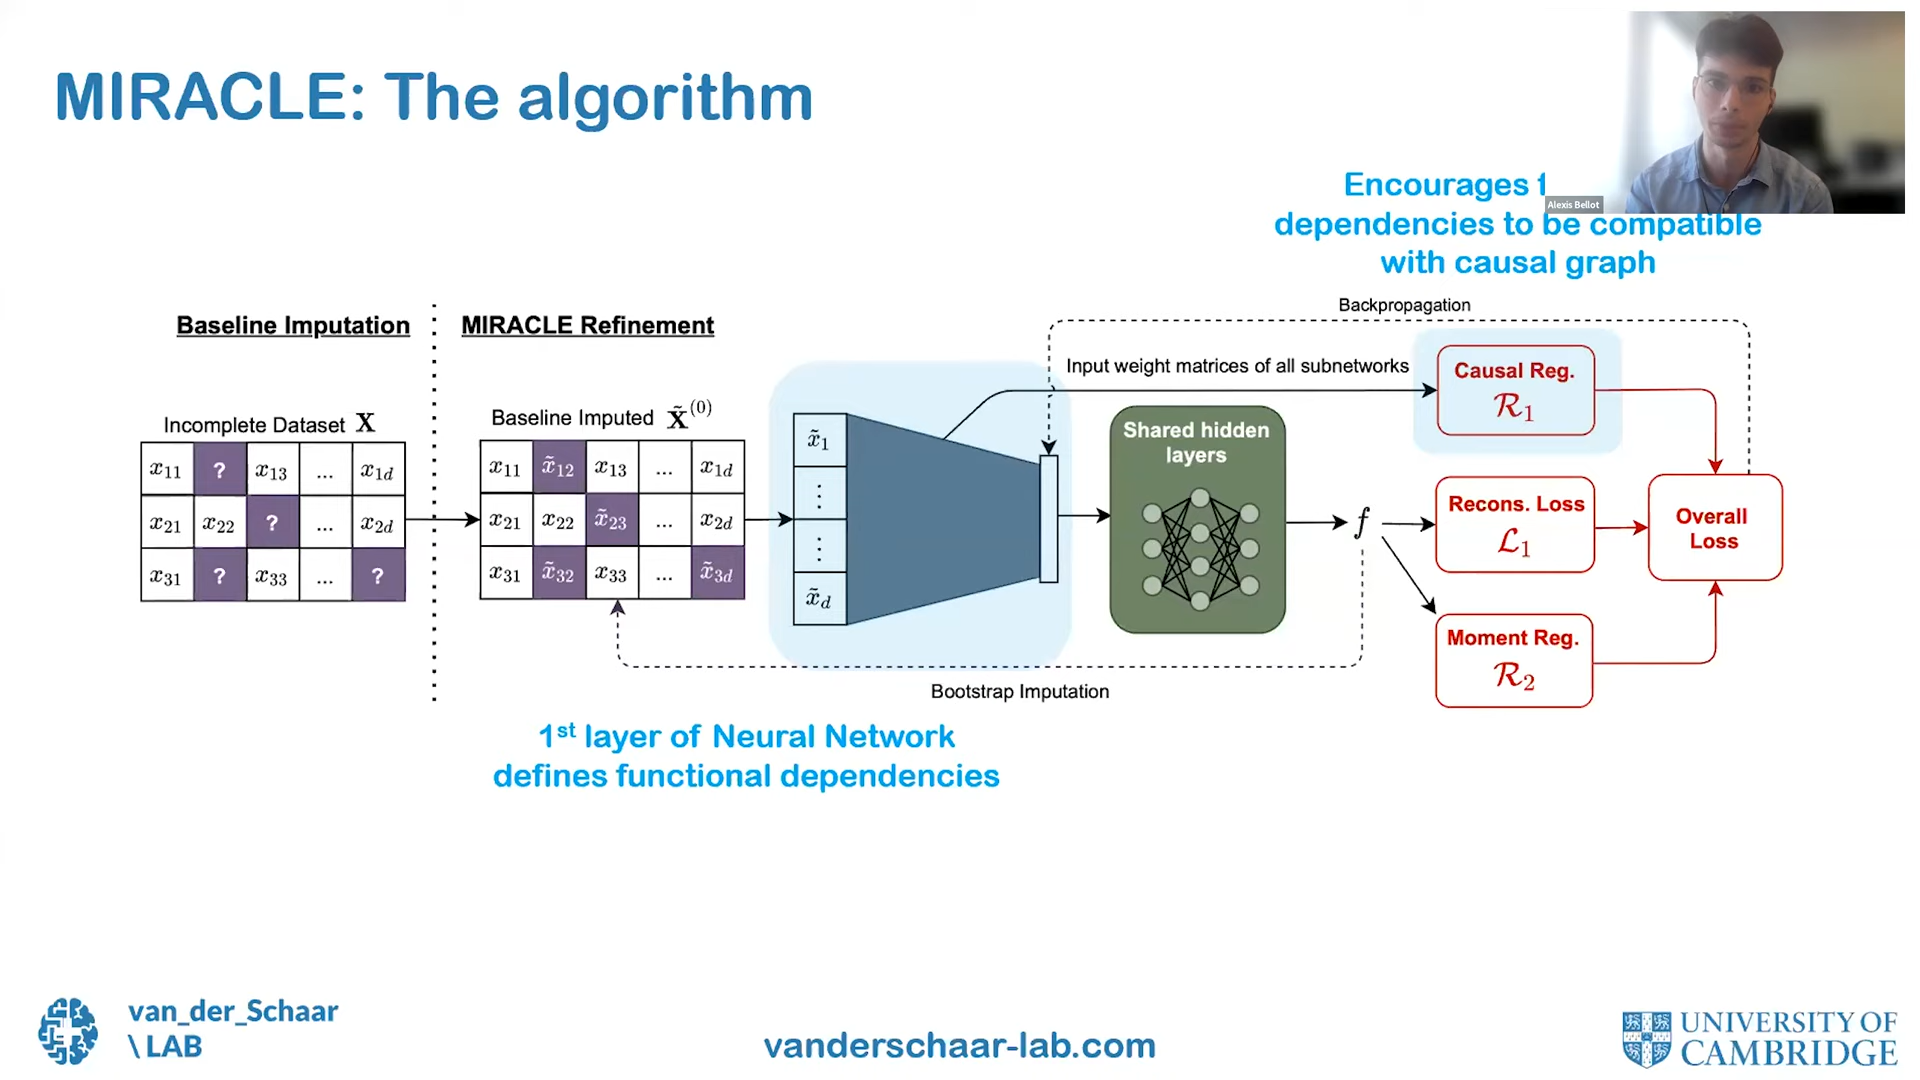 MIRACLE: The algorithm
Alexis Bellot
Encourages
dependencies to be compatible
with causal graph
Backpropagation
Baseline Imputation
MIRACLE Refinement
Input weight matrices of all subnetworks
Causal Reg.
R₁
Incomplete Dataset X
Baseline Imputed X̃⁽⁰⁾
x₁₁ ? x₁₃ ... x₁d
x₂₁ x₂₂ ? ... x₂d
x₃₁ ? x₃₃ ... ?
x₁₁ x̃₁₂ x₁₃ ... x₁d
x₂₁ x₂₂ x̃₂₃ ... x₂d
x₃₁ x̃₃₂ x₃₃ ... x̃₃d
x̃₁
⋮
⋮
x̃d
Shared hidden
layers
f
Recons. Loss
L₁
Overall
Loss
Moment Reg.
R₂
Bootstrap Imputation
1st layer of Neural Network
defines functional dependencies
van_der_Schaar
\ LAB
vanderschaar-lab.com
UNIVERSITY OF
CAMBRIDGE